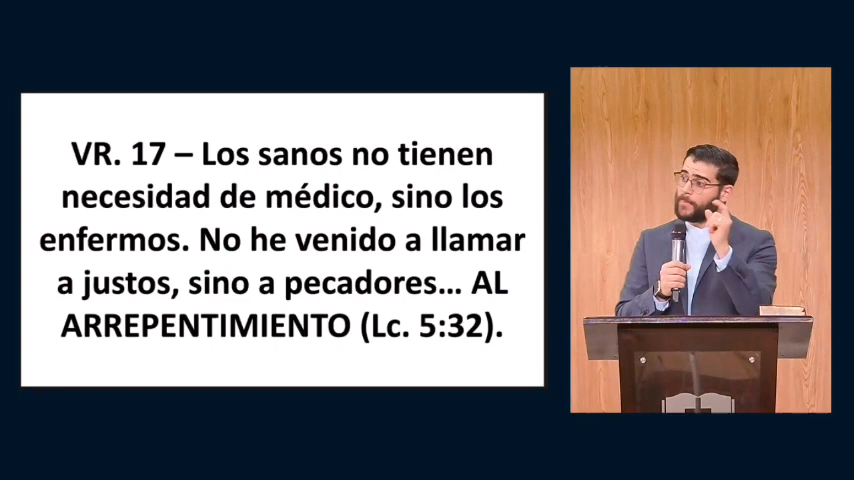 VR. 17 – Los sanos no tienen
necesidad de médico, sino los
enfermos. No he venido a llamar
a justos, sino a pecadores... AL
ARREPENTIMIENTO (Lc. 5:32).